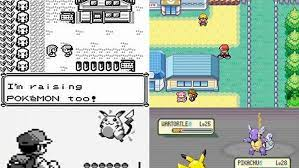 I'm raising
POKéMON too!
WARTORTLE Lv25
PIKACHU Lv28